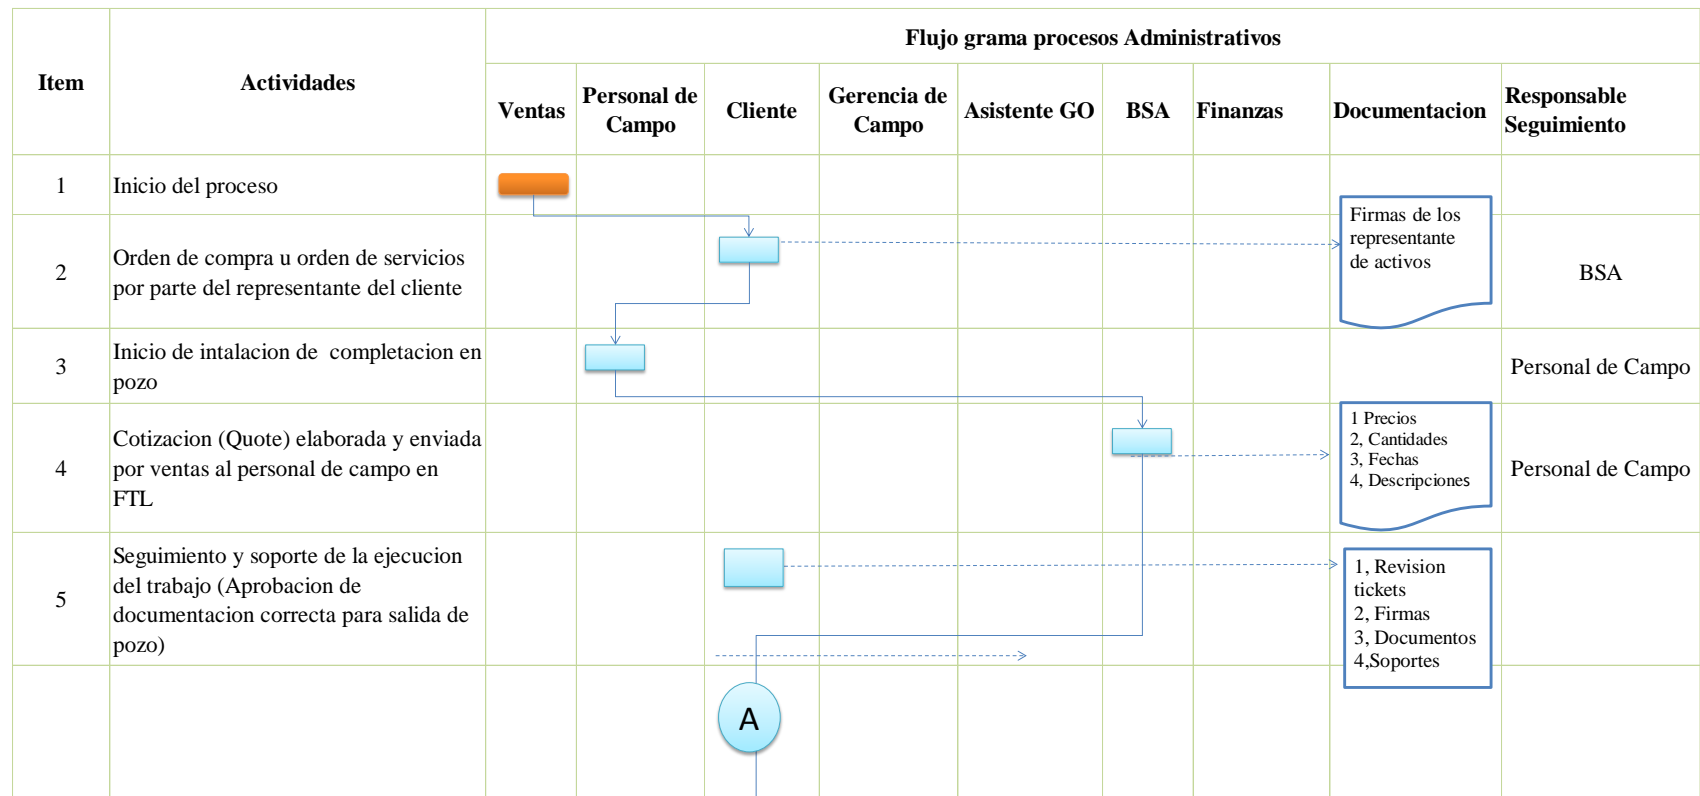 Flujo grama procesos Administrativos
Item
Actividades
Ventas
Personal de
Campo
Cliente
Gerencia de
Campo
Asistente GO
BSA
Finanzas
Documentacion
Responsable
Seguimiento
1
Inicio del proceso
Firmas de los
representante
de activos
2
Orden de compra u orden de servicios
por parte del representante del cliente
BSA
3
Inicio de intalacion de completacion en
pozo
Personal de Campo
4
Cotizacion (Quote) elaborada y enviada
por ventas al personal de campo en
FTL
1 Precios
2, Cantidades
3, Fechas
4, Descripciones
Personal de Campo
5
Seguimiento y soporte de la ejecucion
del trabajo (Aprobacion de
documentacion correcta para salida de
pozo)
1, Revision
tickets
2, Firmas
3, Documentos
4,Soportes
A